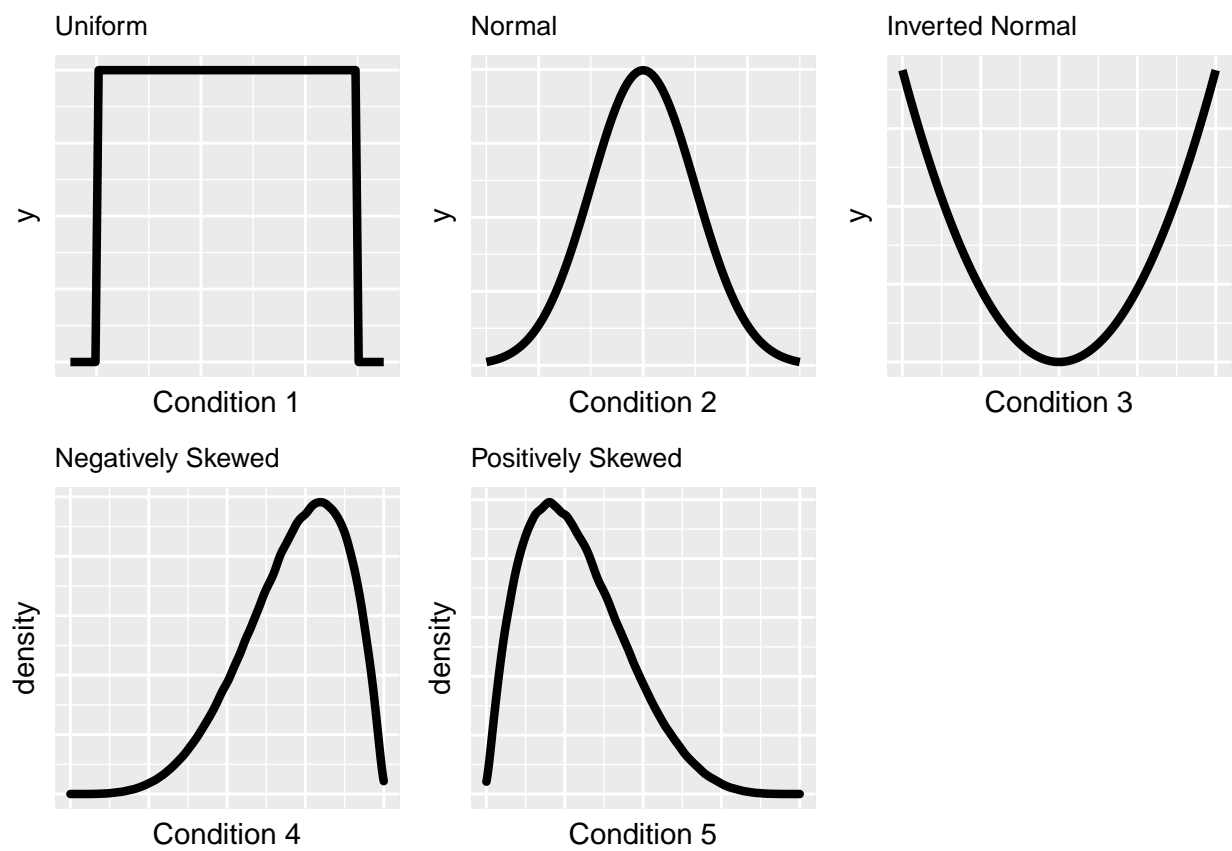 Uniform
Normal
Inverted Normal
y
y
y
Condition 1
Condition 2
Condition 3
Negatively Skewed
Positively Skewed
density
density
Condition 4
Condition 5